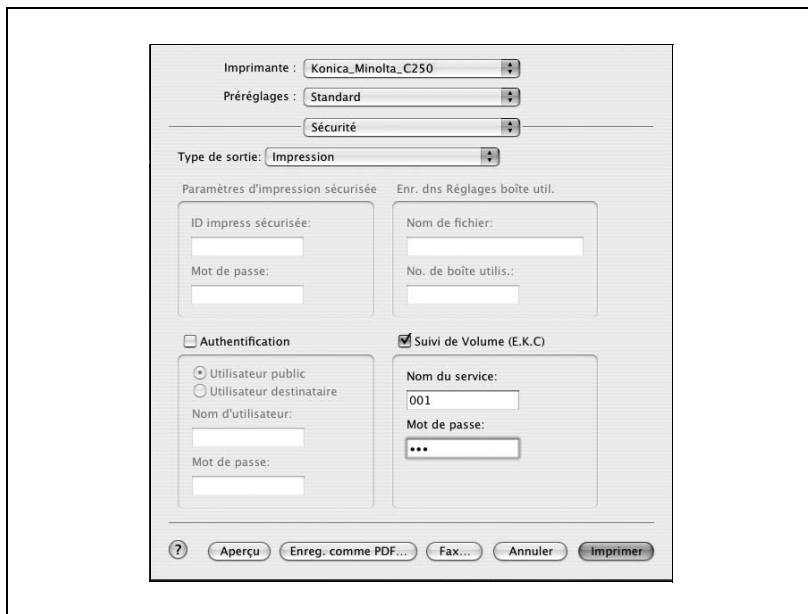 Imprimante : Konica_Minolta_C250
Préréglages : Standard
Sécurité
Type de sortie: Impression
Paramètres d'impression sécurisée
ID impress sécurisée:
Mot de passe:
Enr. dns Réglages boîte util.
Nom de fichier:
No. de boîte utilis.:
Authentification
Utilisateur public
Utilisateur destinataire
Nom d'utilisateur:
Mot de passe:
Suivi de Volume (E.K.C)
Nom du service:
001
Mot de passe:
•••
? Aperçu Enreg. comme PDF... Fax... Annuler Imprimer